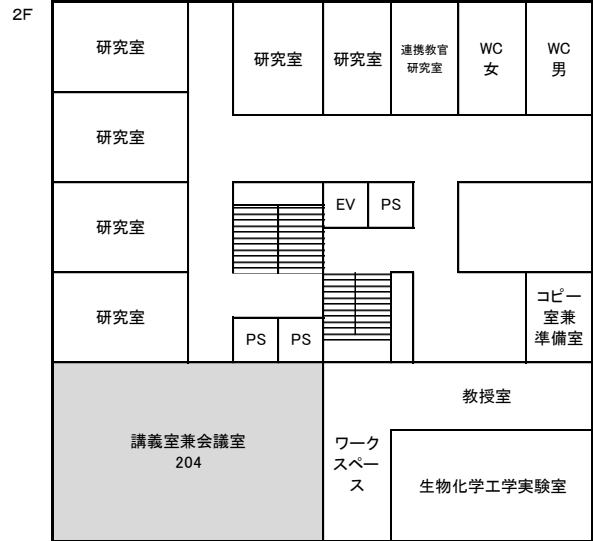 2F
研究室
研究室
研究室
連携教官
研究室
WC
女
WC
男
研究室
研究室
EV
PS
研究室
PS
PS
コピー
室兼
準備室
講義室兼会議室
204
ワーク
スペー
ス
教授室
生物化学工学実験室